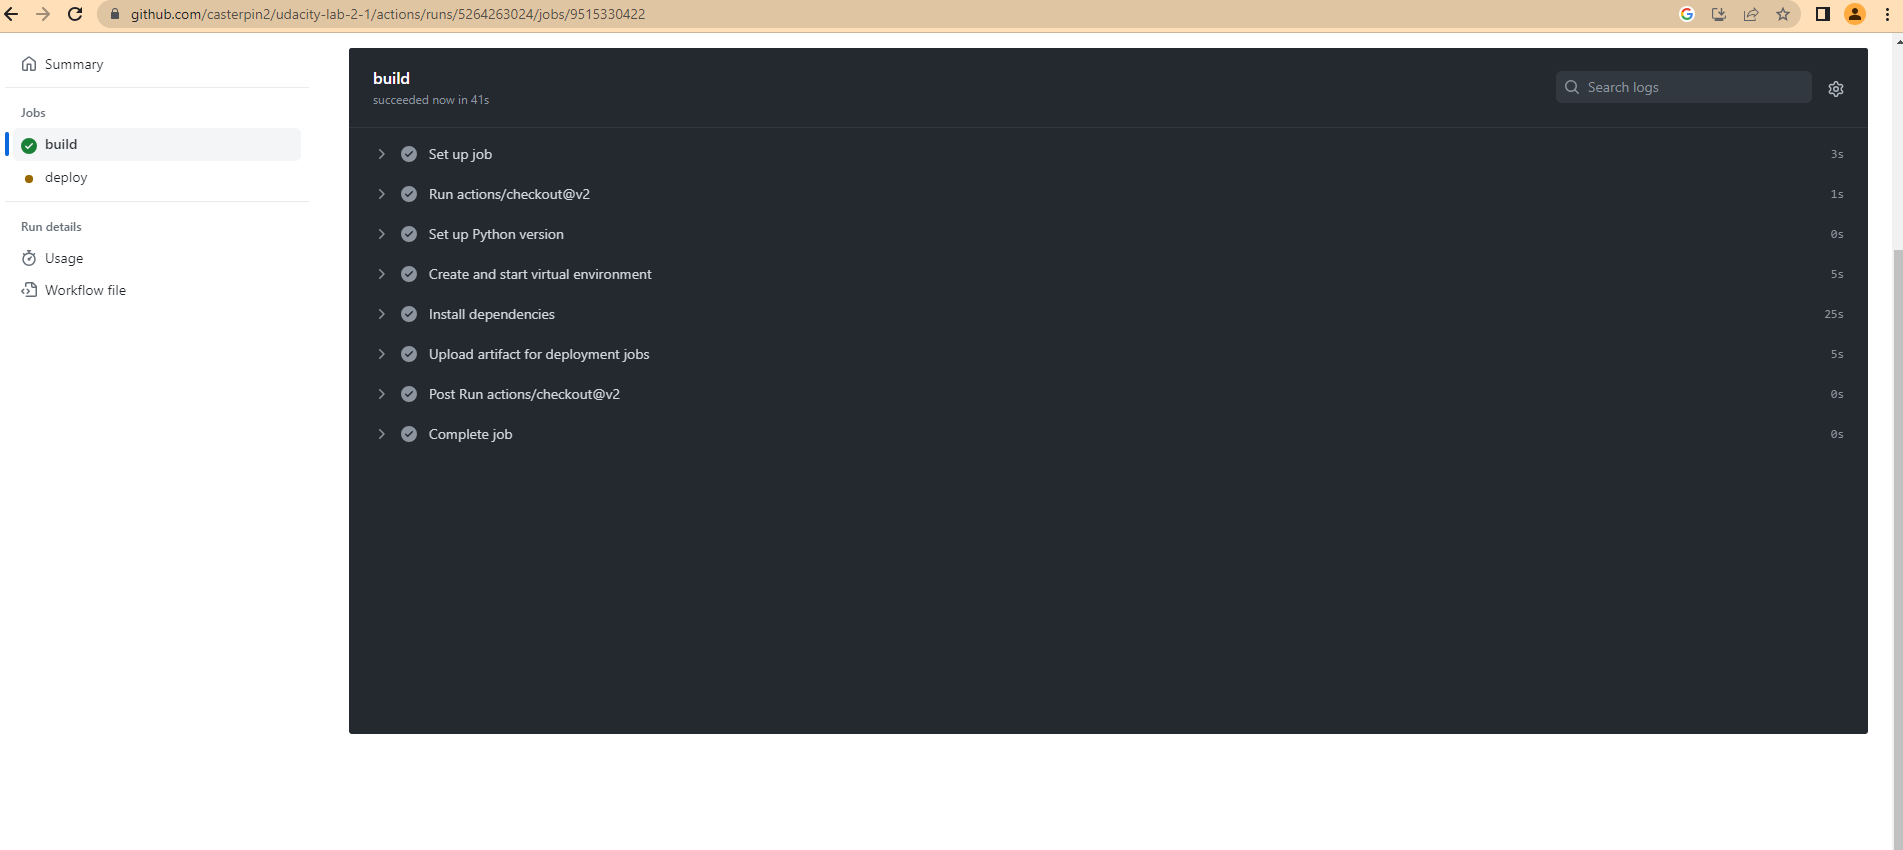 github.com/casterpin2/udacity-lab-2-1/actions/runs/5264263024/jobs/9515330422
Summary
Jobs
build
deploy
Run details
Usage
Workflow file
build
succeeded now in 41s
Search logs
Set up job 3s
Run actions/checkout@v2 1s
Set up Python version 0s
Create and start virtual environment 5s
Install dependencies 25s
Upload artifact for deployment jobs 5s
Post Run actions/checkout@v2 0s
Complete job 0s